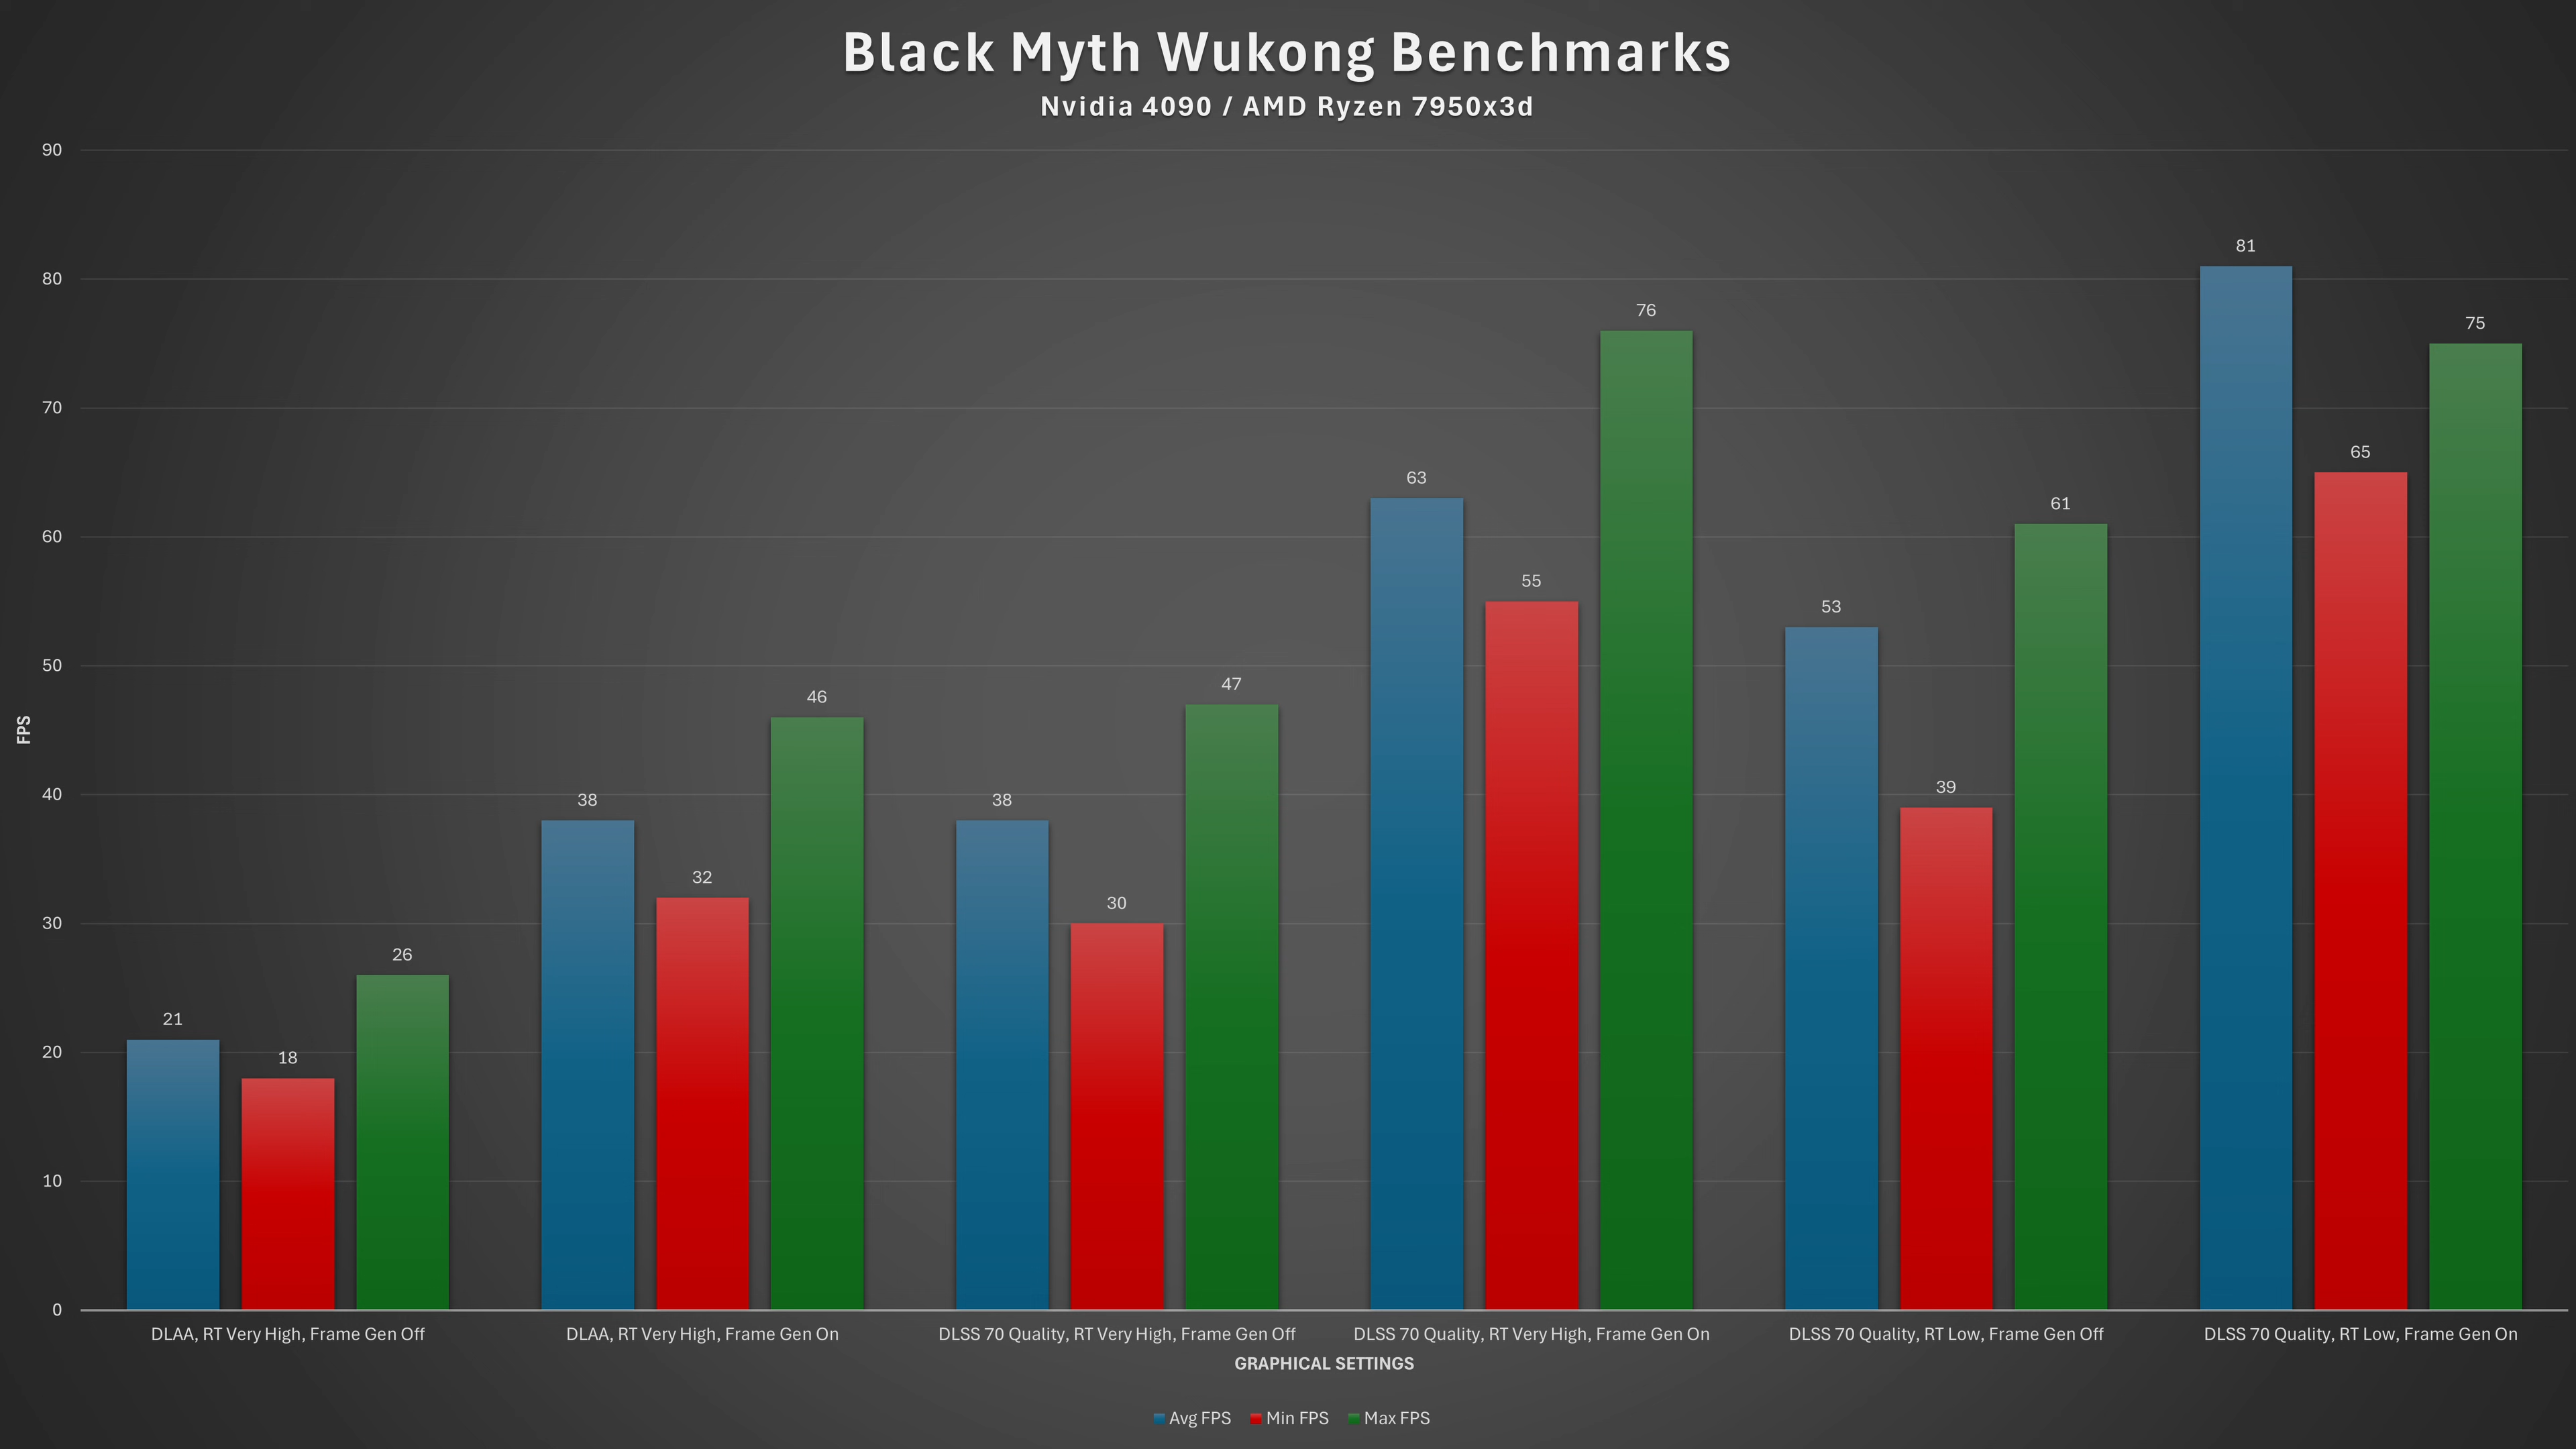 Black Myth Wukong Benchmarks
Nvidia 4090 / AMD Ryzen 7950x3d
90
80
70
60
50
40
30
20
10
0
FPS
21
18
26
38
32
46
38
30
47
63
55
76
53
39
61
81
65
75
DLAA, RT Very High, Frame Gen Off
DLAA, RT Very High, Frame Gen On
DLSS 70 Quality, RT Very High, Frame Gen Off
DLSS 70 Quality, RT Very High, Frame Gen On
DLSS 70 Quality, RT Low, Frame Gen Off
DLSS 70 Quality, RT Low, Frame Gen On
GRAPHICAL SETTINGS
Avg FPS
Min FPS
Max FPS